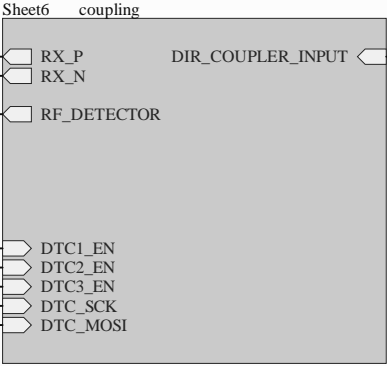 Sheet6 coupling
RX_P DIR_COUPLER_INPUT
RX_N
RF_DETECTOR
DTC1_EN
DTC2_EN
DTC3_EN
DTC_SCK
DTC_MOSI